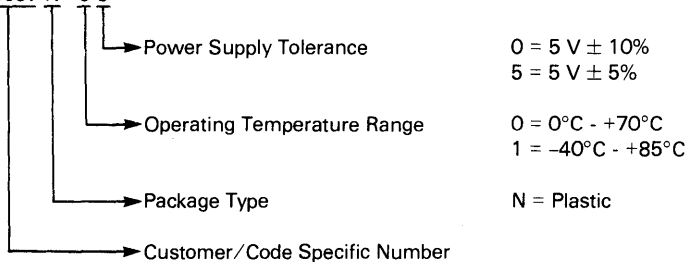 Power Supply Tolerance 0 = 5 V ± 10%
5 = 5 V ± 5%
Operating Temperature Range 0 = 0°C - +70°C
1 = –40°C - +85°C
Package Type N = Plastic
Customer/Code Specific Number